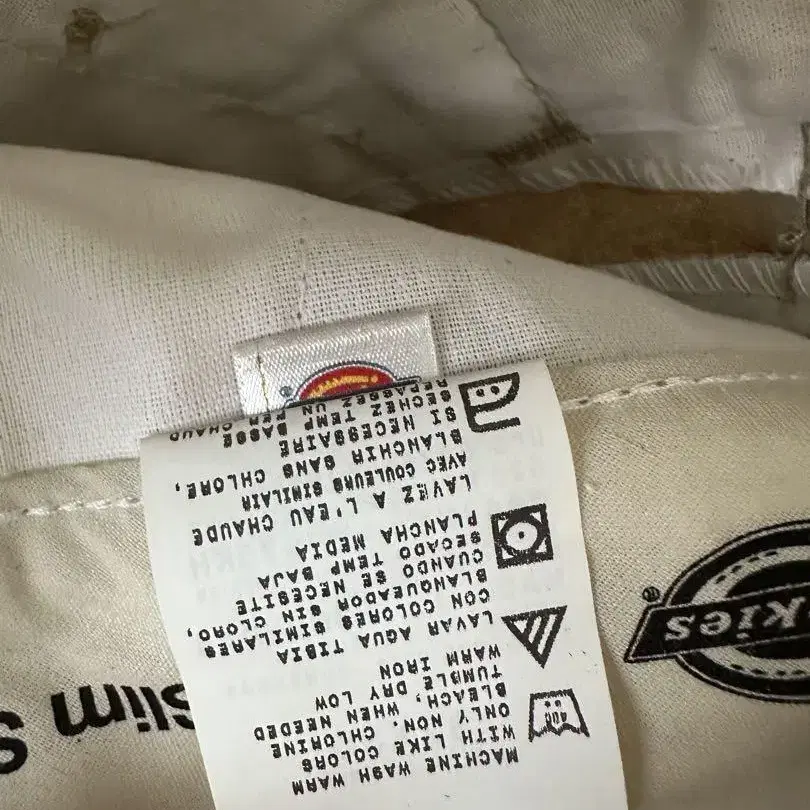 MACHINE WASH WARM
WITH LIKE COLORS
ONLY NON. CHLORINE
BLEACH, WHEN NEEDED
TUMBLE DRY LOW
WARM IRON
LAVAR AGUA TIBIA
CON COLORES SIMILARES
BLANQUEADOR SIN CLORO,
CUANDO SE NECESITE
SECADO TEMP BAJA
PLANCHA MEDIA
LAVEZ A L'EAU CHAUDE
AVEC COULEURS SIMILAIR
BLANCHIR SANS CHLORE,
SI NECESSAIRE
SECHEZ TEMP BASSE
REPASSEZ UN PEU CHAUD
kies®
Slim S
®